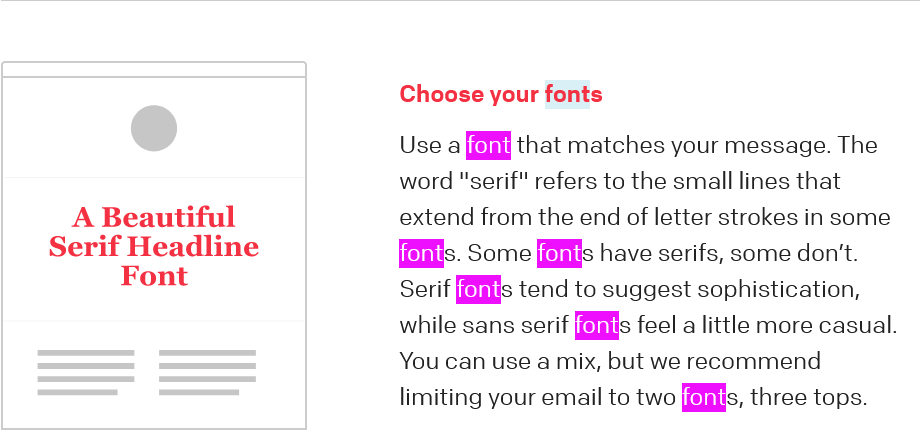 A Beautiful
Serif Headline
Font
Choose your fonts
Use a font that matches your message. The
word "serif" refers to the small lines that
extend from the end of letter strokes in some
fonts. Some fonts have serifs, some don’t.
Serif fonts tend to suggest sophistication,
while sans serif fonts feel a little more casual.
You can use a mix, but we recommend
limiting your email to two fonts, three tops.